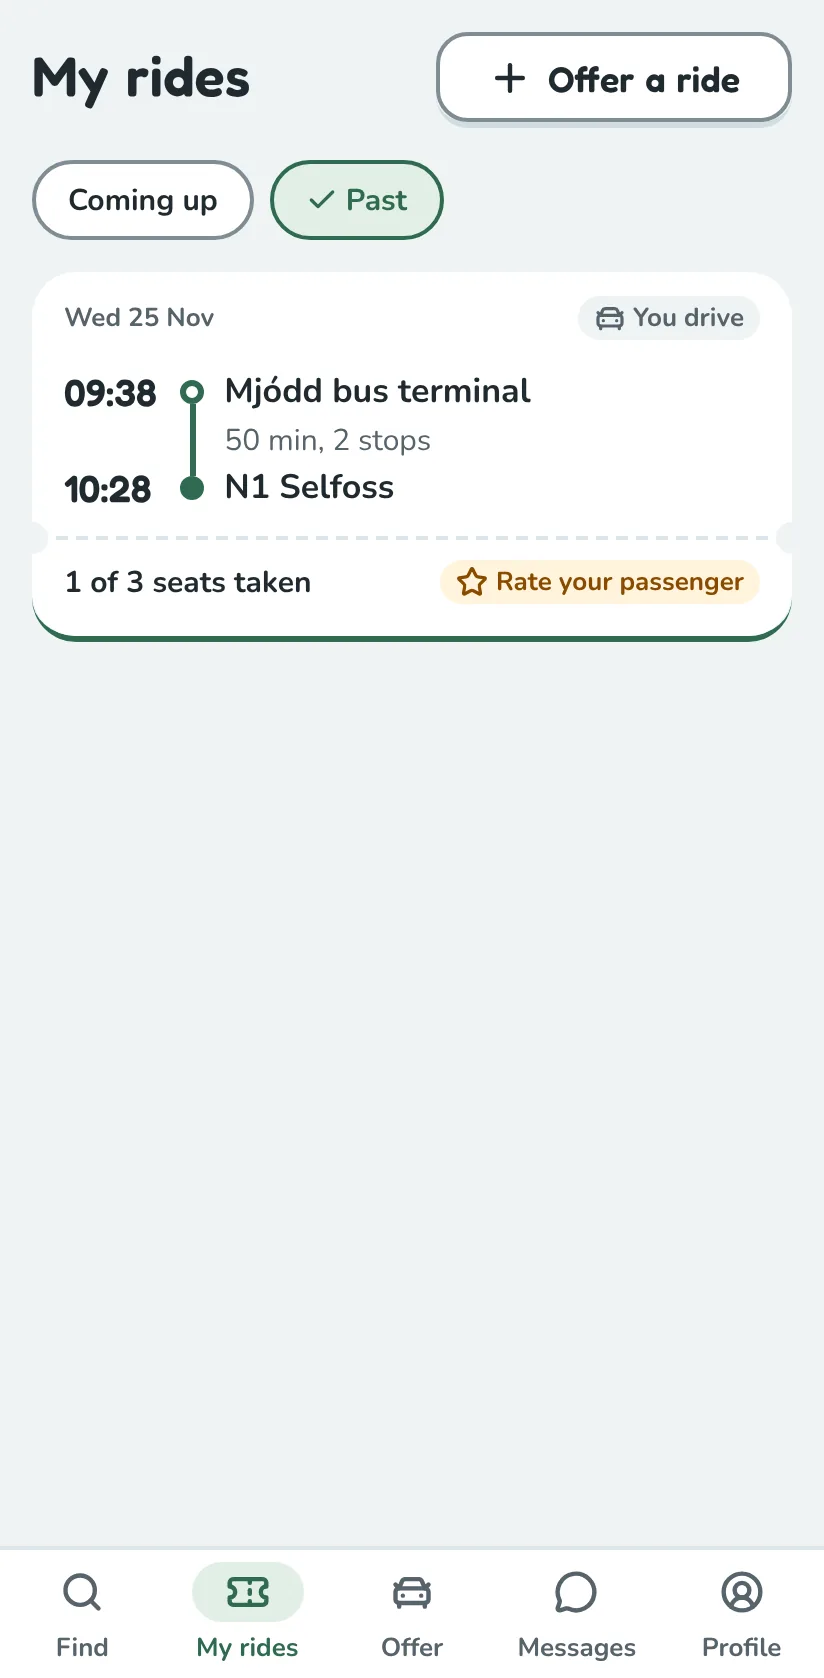 My rides
Offer a ride
Coming up
Past
Wed 25 Nov
You drive
09:38 Mjódd bus terminal
50 min, 2 stops
10:28 N1 Selfoss
1 of 3 seats taken
Rate your passenger
Find
My rides
Offer
Messages
Profile